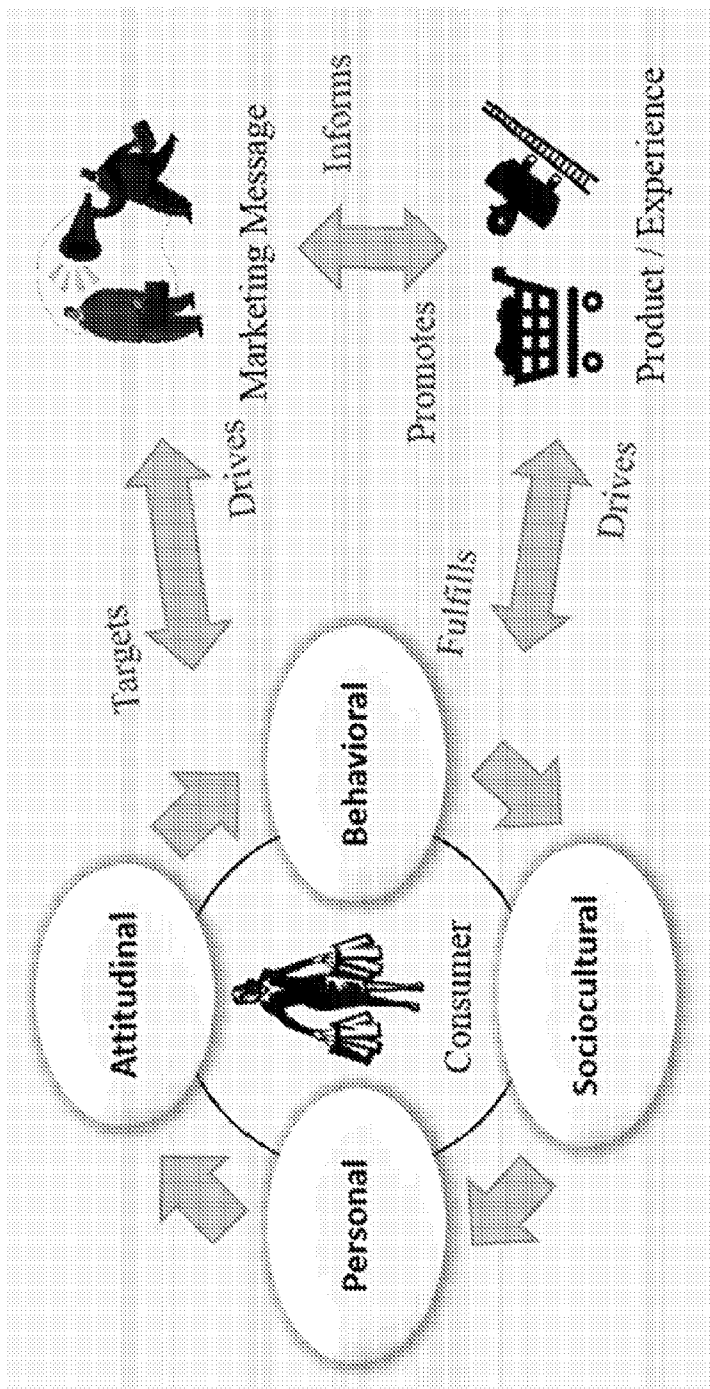 Attitudinal
Personal
Behavioral
Consumer
Sociocultural
Targets
Drives
Marketing Message
Promotes
Informs
Fulfills
Drives
Product / Experience